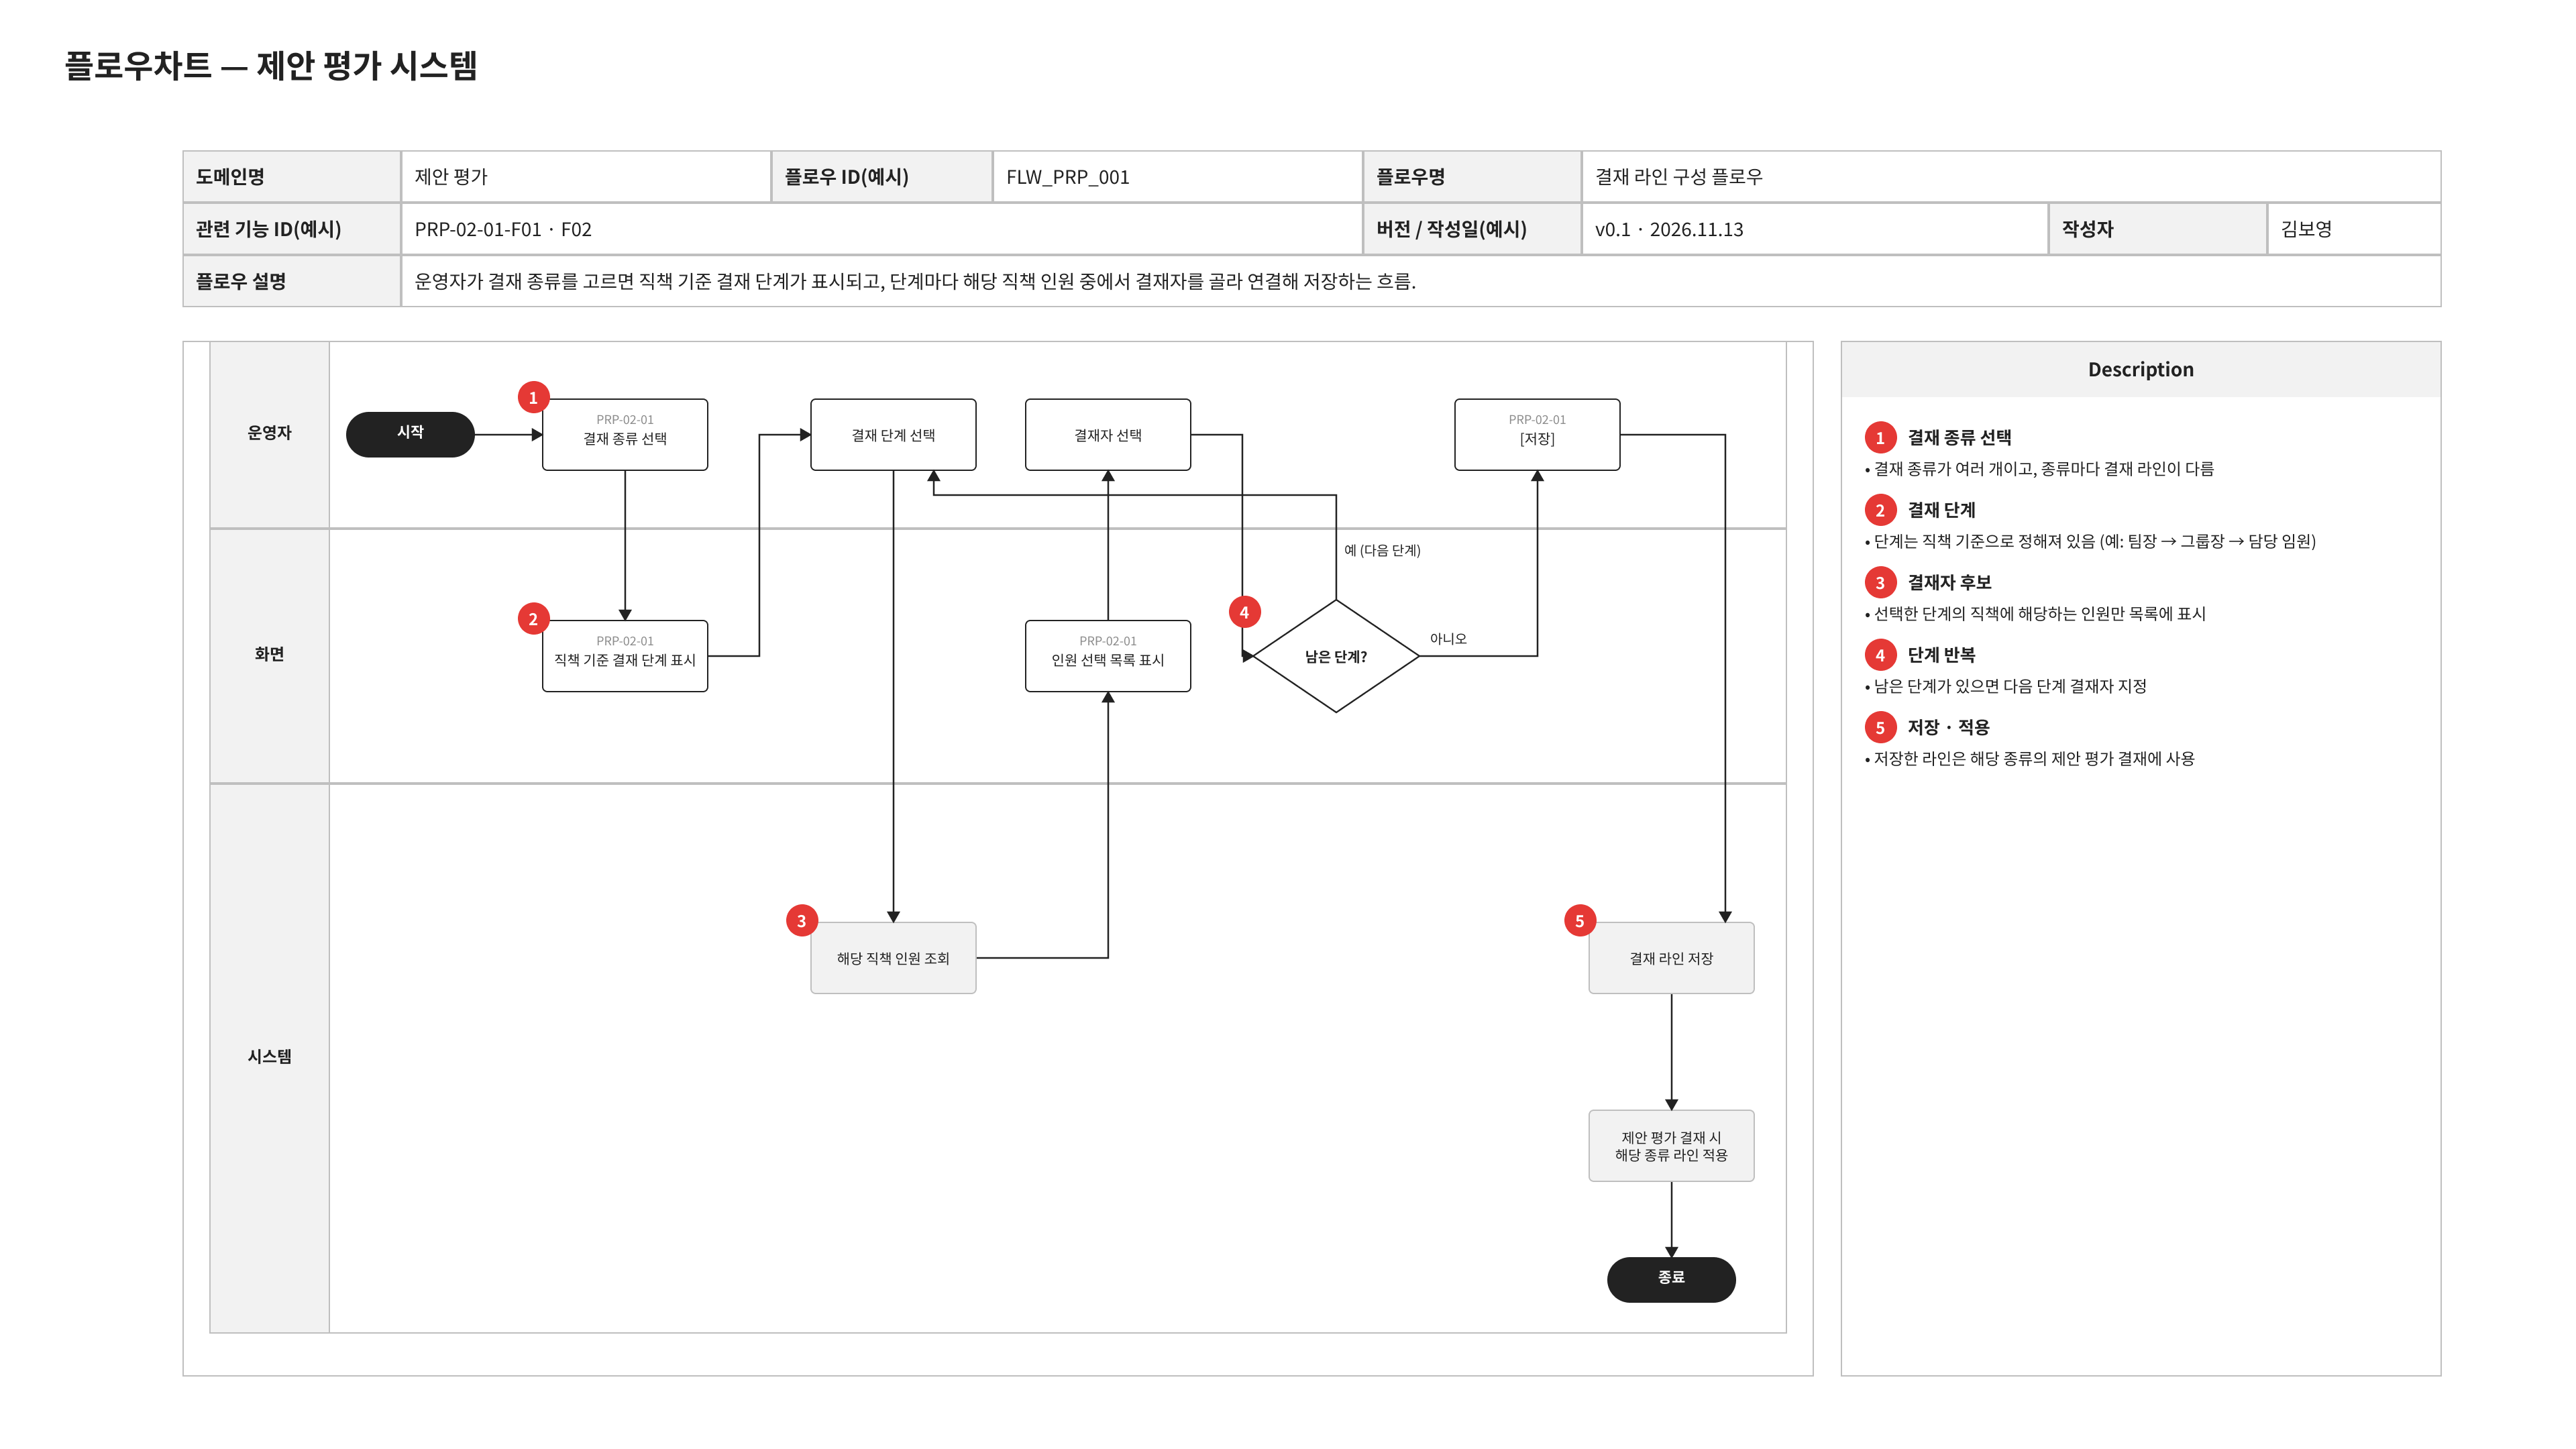 플로우차트 — 제안 평가 시스템
도메인명
제안 평가
플로우 ID(예시)
FLW_PRP_001
플로우명
결재 라인 구성 플로우
관련 기능 ID(예시)
PRP-02-01-F01 · F02
버전 / 작성일(예시)
v0.1 · 2026.11.13
작성자
김보영
플로우 설명
운영자가 결재 종류를 고르면 직책 기준 결재 단계가 표시되고, 단계마다 해당 직책 인원 중에서 결재자를 골라 연결해 저장하는 흐름.
운영자
시작
1
PRP-02-01
결재 종류 선택
결재 단계 선택
결재자 선택
PRP-02-01
[저장]
화면
2
PRP-02-01
직책 기준 결재 단계 표시
PRP-02-01
인원 선택 목록 표시
4
남은 단계?
예 (다음 단계)
아니오
시스템
3
해당 직책 인원 조회
5
결재 라인 저장
제안 평가 결재 시
해당 종류 라인 적용
종료
Description
1 결재 종류 선택
• 결재 종류가 여러 개이고, 종류마다 결재 라인이 다름
2 결재 단계
• 단계는 직책 기준으로 정해져 있음 (예: 팀장 → 그룹장 → 담당 임원)
3 결재자 후보
• 선택한 단계의 직책에 해당하는 인원만 목록에 표시
4 단계 반복
• 남은 단계가 있으면 다음 단계 결재자 지정
5 저장 · 적용
• 저장한 라인은 해당 종류의 제안 평가 결재에 사용